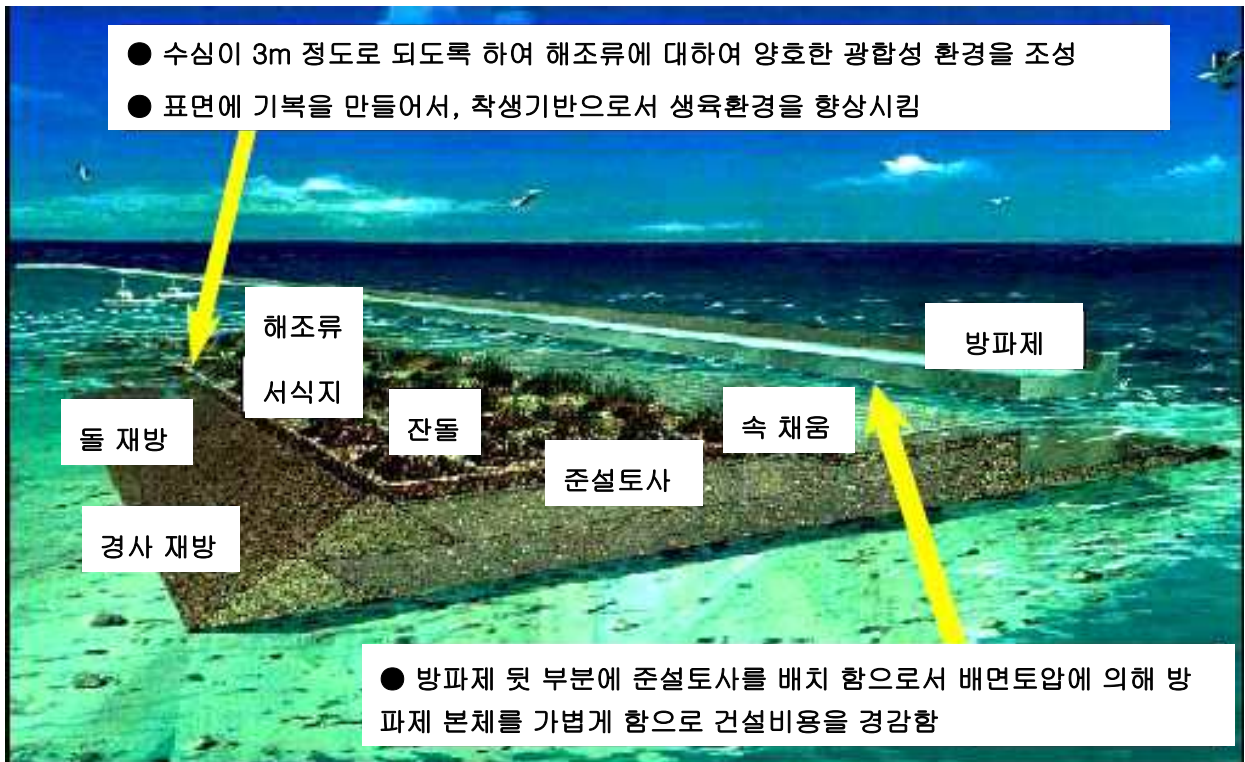 ● 수심이 3m 정도로 되도록 하여 해조류에 대하여 양호한 광합성 환경을 조성
● 표면에 기복을 만들어서, 착생기반으로서 생육환경을 향상시킴
해조류
서식지
방파제
돌 재방
잔돌
속 채움
준설토사
경사 재방
● 방파제 뒷 부분에 준설토사를 배치 함으로서 배면토압에 의해 방
파제 본체를 가볍게 함으로 건설비용을 경감함